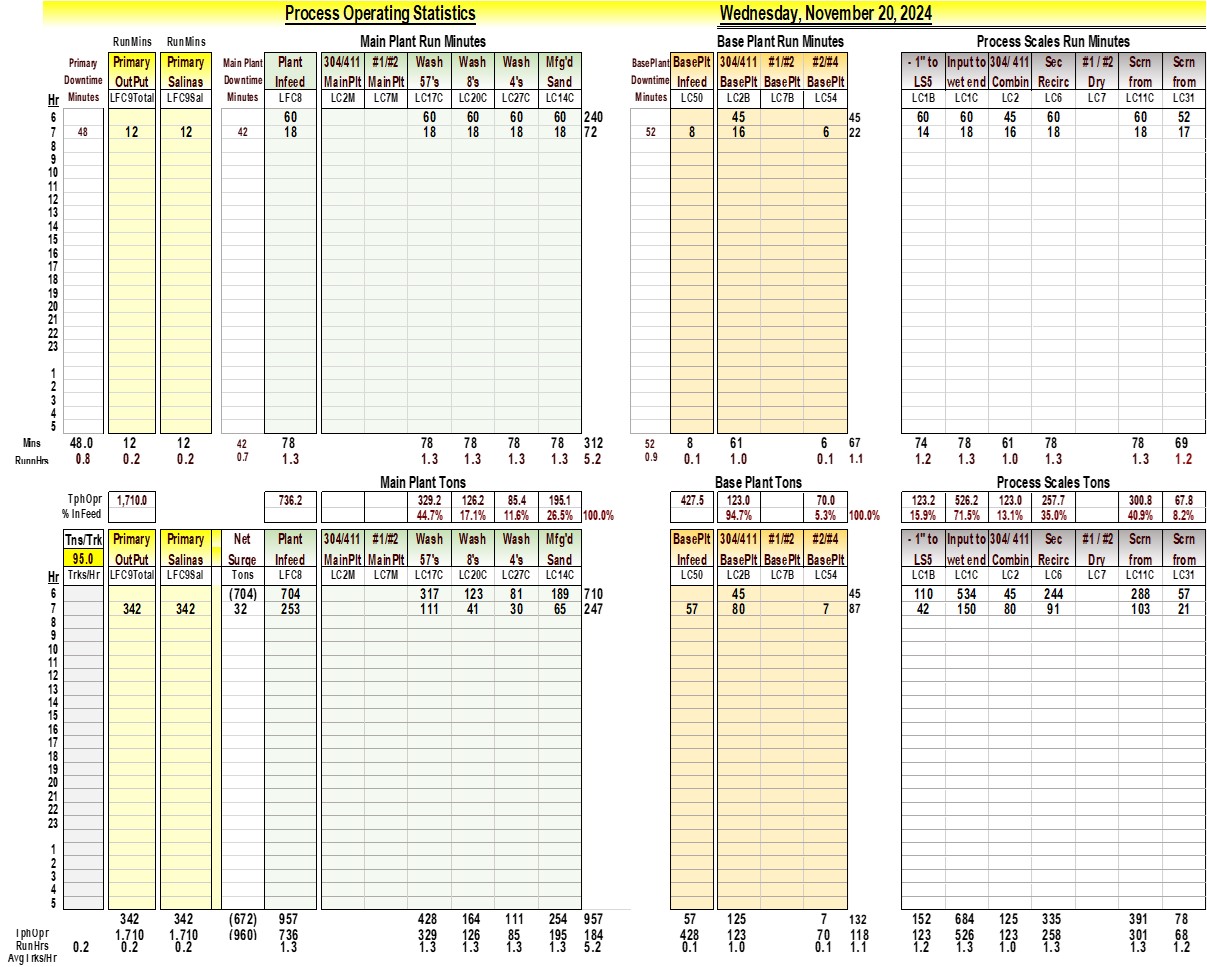 Process Operating Statistics Wednesday, November 20, 2024
RunMins RunMins Main Plant Run Minutes Base Plant Run Minutes Process Scales Run Minutes
Primary Primary Primary Main Plant Plant 304/411 #1/#2 Wash Wash Wash Mfg'd BasePlant BasePlt 304/411 #1/#2 #2/#4 - 1" to Input to 304/ 411 Sec #1 / #2 Scrn Scrn
Downtime OutPut Salinas Downtime Infeed MainPlt MainPlt 57's 8's 4's Sand Downtime Infeed BasePlt BasePlt BasePlt LS5 wet end Combin Recirc Dry from from
Hr Minutes LFC9Total LFC9Sal Minutes LFC8 LC2M LC7M LC17C LC20C LC27C LC14C Minutes LC50 LC2B LC7B LC54 LC1B LC1C LC2 LC6 LC7 LC11C LC31
6 60 60 60 60 60 240 45 45 60 60 45 60 60 52
7 48 12 12 42 18 18 18 18 18 72 52 8 16 6 22 14 18 16 18 18 17
8
9
10
11
12
13
14
15
16
17
18
19
20
21
22
23
1
2
3
4
5
Mins 48.0 12 12 42 78 78 78 78 78 312 52 8 61 6 67 74 78 61 78 78 69
RunnHrs 0.8 0.2 0.2 0.7 1.3 1.3 1.3 1.3 1.3 5.2 0.9 0.1 1.0 0.1 1.1 1.2 1.3 1.0 1.3 1.3 1.2
Main Plant Tons Base Plant Tons Process Scales Tons
TphOpr 1,710.0 736.2 329.2 126.2 85.4 195.1 427.5 123.0 70.0 123.2 526.2 123.0 257.7 300.8 67.8
% InFeed 44.7% 17.1% 11.6% 26.5% 100.0% 94.7% 5.3% 100.0% 15.9% 71.5% 13.1% 35.0% 40.9% 8.2%
Tns/Trk Primary Primary Net Plant 304/411 #1/#2 Wash Wash Wash Mfg'd BasePlt 304/411 #1/#2 #2/#4 - 1" to Input to 304/ 411 Sec #1 / #2 Scrn Scrn
95.0 OutPut Salinas Surge Infeed MainPlt MainPlt 57's 8's 4's Sand Infeed BasePlt BasePlt BasePlt LS5 wet end Combin Recirc Dry from from
Hr Trks/Hr LFC9Total LFC9Sal Tons LFC8 LC2M LC7M LC17C LC20C LC27C LC14C LC50 LC2B LC7B LC54 LC1B LC1C LC2 LC6 LC7 LC11C LC31
6 (704) 704 317 123 81 189 710 45 45 110 534 45 244 288 57
7 342 342 32 253 111 41 30 65 247 57 80 7 87 42 150 80 91 103 21
8
9
10
11
12
13
14
15
16
17
18
19
20
21
22
23
1
2
3
4
5
342 342 (672) 957 428 164 111 254 957 57 125 7 132 152 684 125 335 391 78
TphOpr 1,710 1,710 (960) 736 329 126 85 195 184 428 123 70 118 123 526 123 258 301 68
RunHrs 0.2 0.2 0.2 1.3 1.3 1.3 1.3 1.3 5.2 0.1 1.0 0.1 1.1 1.2 1.3 1.0 1.3 1.3 1.2
AvgTrks/Hr